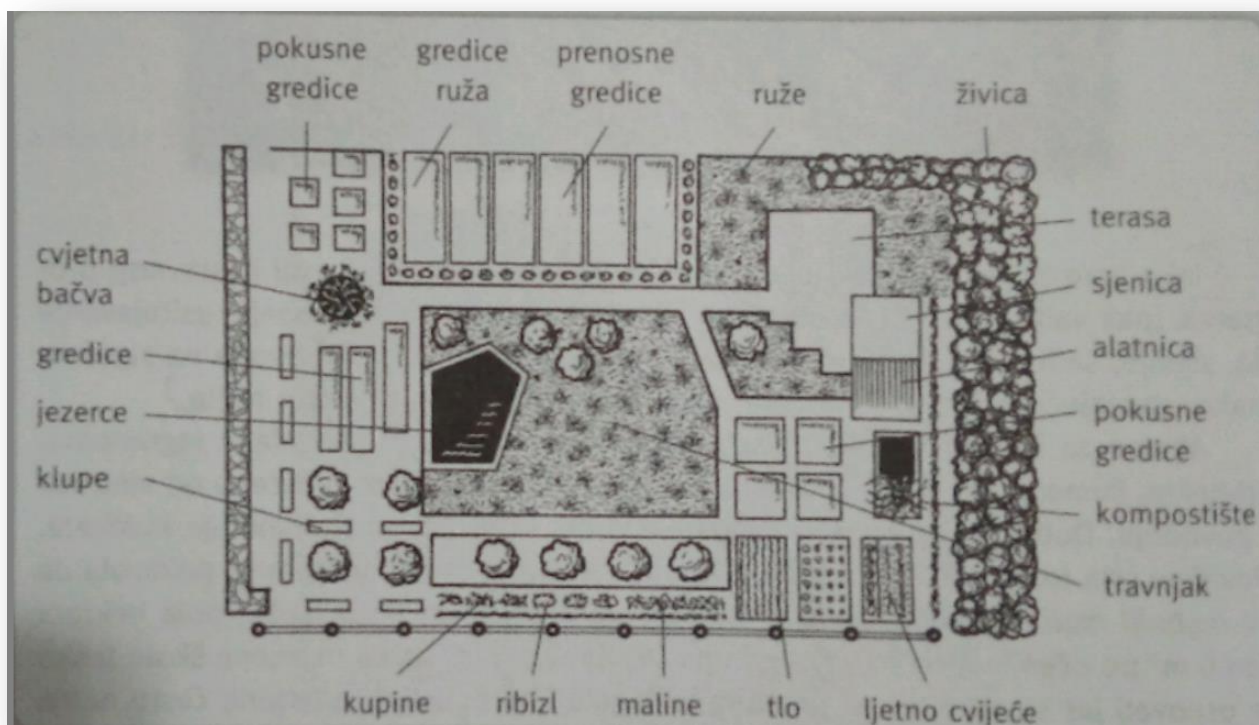 pokusne
gredice
gredice
ruža
prenosne
gredice
ruže
živica
cvjetna
bačva
gredice
jezerce
klupe
terasa
sjenica
alatnica
pokusne
gredice
kompostište
travnjak
kupine
ribizl
maline
tlo
ljetno cvijeće